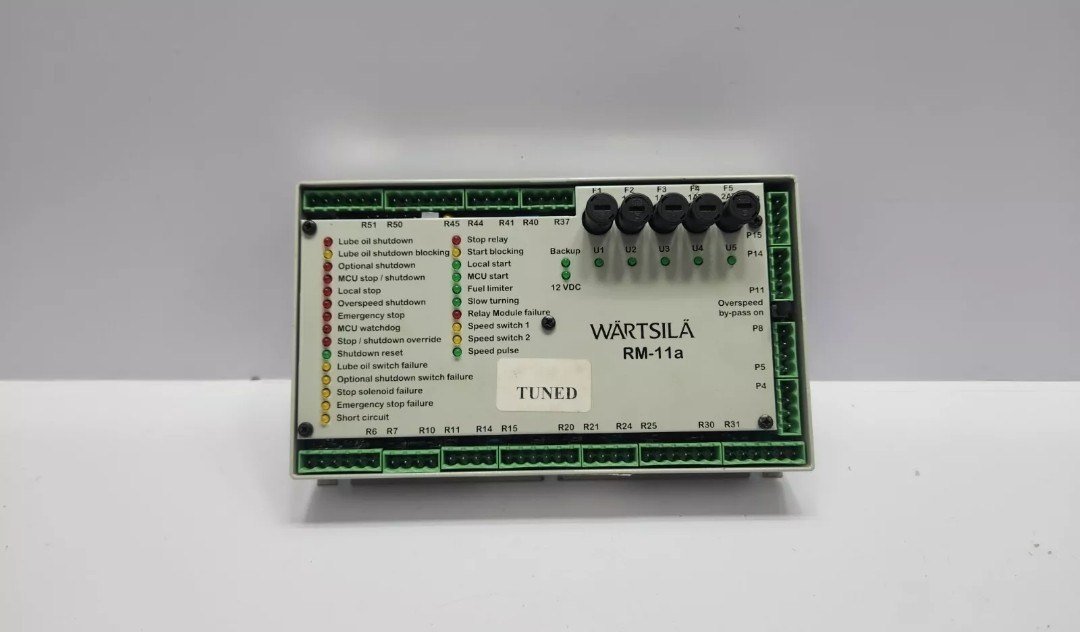 F1 F2 F3 F4 F5
R51 R50 R45 R44 R41 R40 R37
Lube oil shutdown
Lube oil shutdown blocking
Optional shutdown
MCU stop / shutdown
Local stop
Overspeed shutdown
Emergency stop
MCU watchdog
Stop / shutdown override
Shutdown reset
Lube oil switch failure
Optional shutdown switch failure
Stop solenoid failure
Emergency stop failure
Short circuit
Stop relay
Start blocking
Local start
MCU start
Fuel limiter
Slow turning
Relay Module failure
Speed switch 1
Speed switch 2
Speed pulse
Backup
12 VDC
U1 U2 U3 U4 U5
P15
P14
P11
Overspeed
by-pass on
P8
P5
P4
WÄRTSILÄ
RM-11a
TUNED
R6 R7 R10 R11 R14 R15 R20 R21 R24 R25 R30 R31